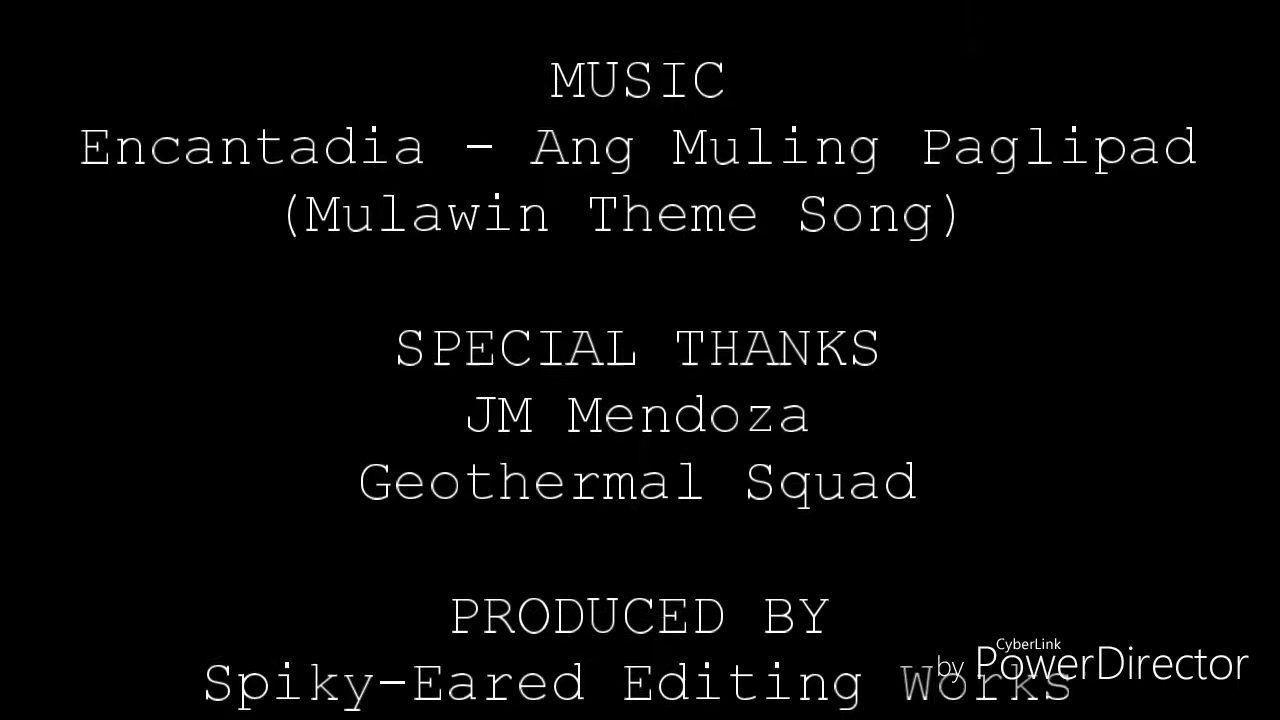 MUSIC
Encantadia - Ang Muling Paglipad
(Mulawin Theme Song)
SPECIAL THANKS
JM Mendoza
Geothermal Squad
PRODUCED BY
Spiky-Eared Editing Works
CyberLink
by PowerDirector